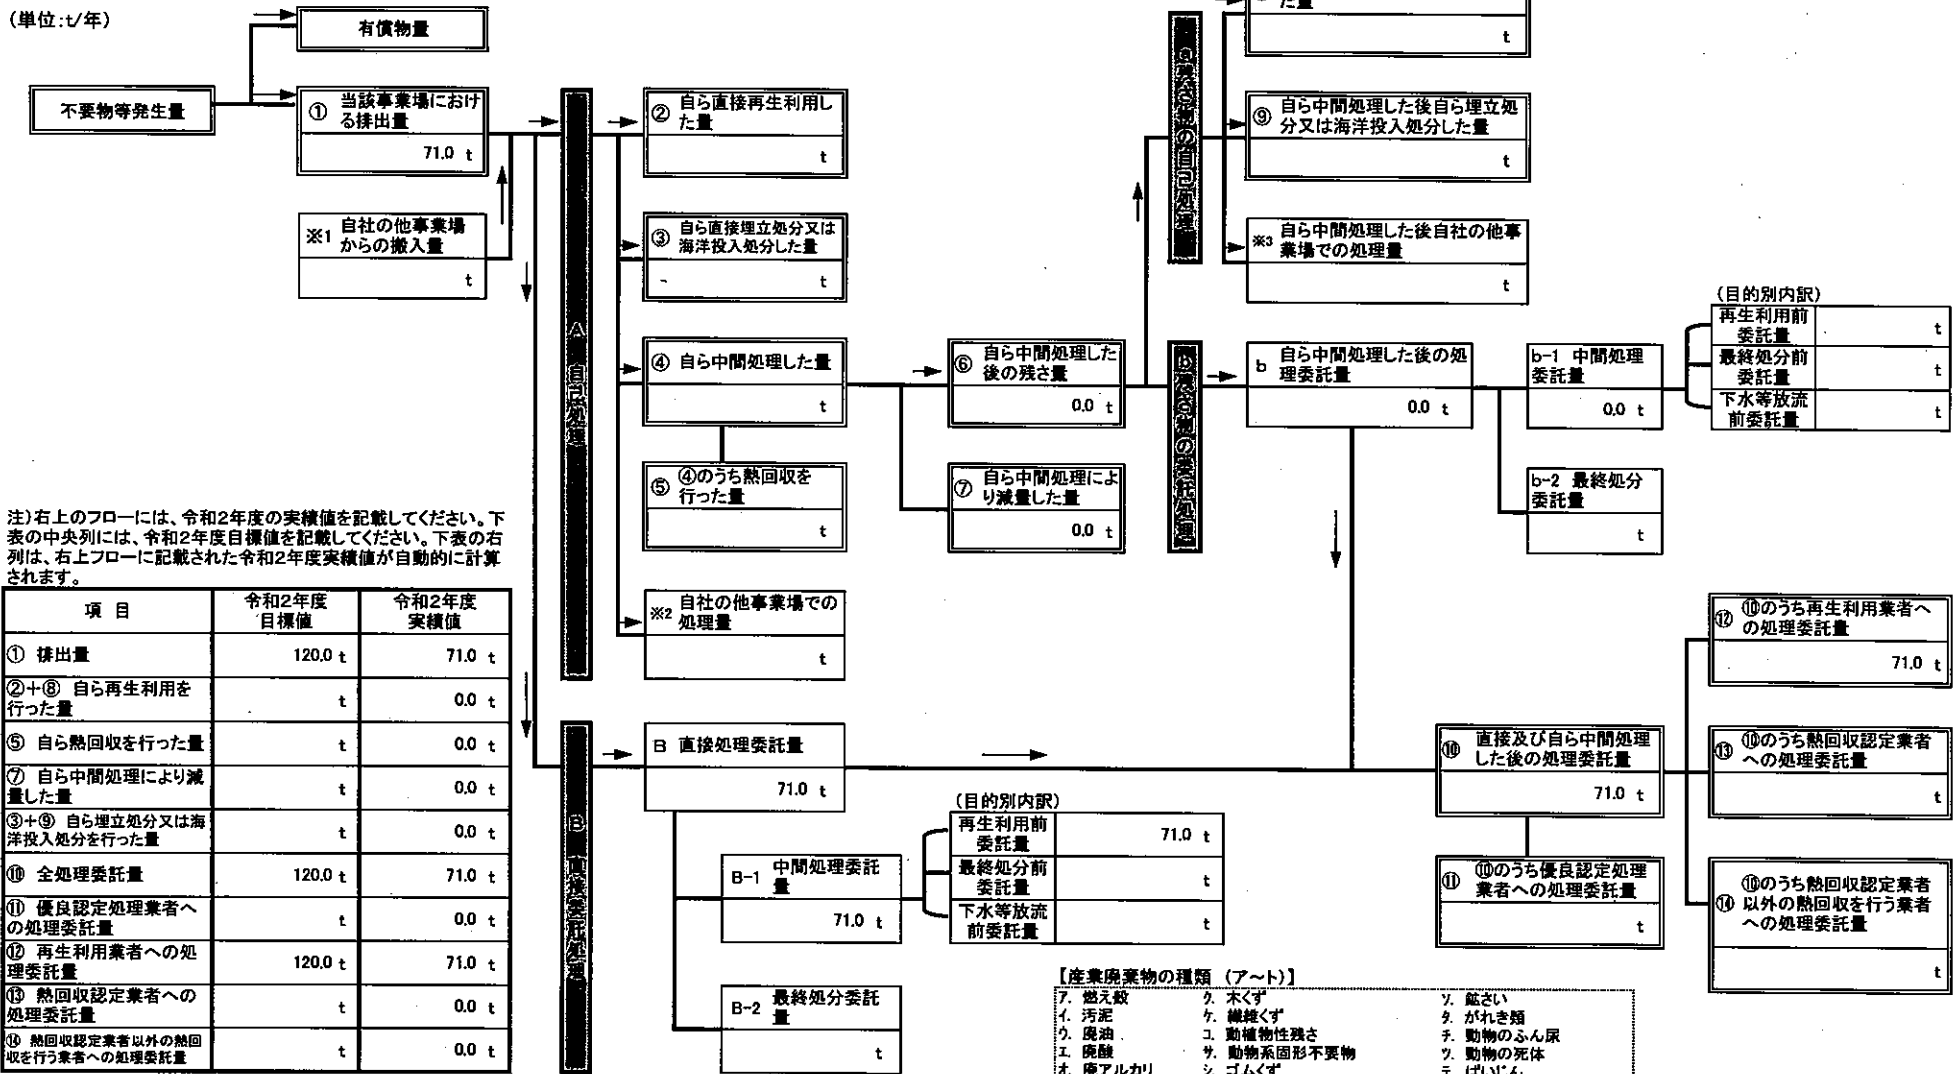 (単位:t/年)
有償物量
不要物等発生量
① 当該事業場におけ
る排出量
71.0 t
※1 自社の他事業場
からの搬入量
t
A 自己処理
② 自ら直接再生利用し
た量
t
③ 自ら直接埋立処分又は
海洋投入処分した量
t
④ 自ら中間処理した量
t
⑤ ④のうち熱回収を
行った量
t
※2 自社の他事業場での
処理量
t
⑥ 自ら中間処理した
後の残さ量
0.0 t
⑦ 自ら中間処理によ
り減量した量
0.0 t
た量
t
⑨ 自ら中間処理した後自ら埋立処
分又は海洋投入処分した量
t
※3 自ら中間処理した後自社の他事
業場での処理量
t
b 自ら中間処理した後の処
理委託量
0.0 t
b-1 中間処理
委託量
0.0 t
(目的別内訳)
再生利用前
委託量 t
最終処分前
委託量 t
下水等放流
前委託量 t
b-2 最終処分
委託量
t
注)右上のフローには、令和2年度の実績値を記載してください。下
表の中央列には、令和2年度目標値を記載してください。下表の右
列は、右上フローに記載された令和2年度実績値が自動的に計算
されます。
項 目 令和2年度
目標値 令和2年度
実績値
① 排出量 120.0 t 71.0 t
②+⑧ 自ら再生利用を
行った量 t 0.0 t
⑤ 自ら熱回収を行った量 t 0.0 t
⑦ 自ら中間処理により減
量した量 t 0.0 t
③+⑨ 自ら埋立処分又は海
洋投入処分を行った量 t 0.0 t
⑩ 全処理委託量 120.0 t 71.0 t
⑪ 優良認定処理業者へ
の処理委託量 t 0.0 t
⑫ 再生利用業者への処
理委託量 120.0 t 71.0 t
⑬ 熱回収認定業者への
処理委託量 t 0.0 t
⑭ 熱回収認定業者以外の熱回
収を行う業者への処理委託量 t 0.0 t
B 直接委託処理
B 直接処理委託量
71.0 t
B-1 中間処理委託
量
71.0 t
(目的別内訳)
再生利用前
委託量 71.0 t
最終処分前
委託量 t
下水等放流
前委託量 t
B-2 最終処分委託
量
t
⑩ 直接及び自ら中間処理
した後の処理委託量
71.0 t
⑪ ⑩のうち優良認定処理
業者への処理委託量
t
⑫ ⑩のうち再生利用業者へ
の処理委託量
71.0 t
⑬ ⑩のうち熱回収認定業者
への処理委託量
t
⑭ ⑩のうち熱回収認定業者
以外の熱回収を行う業者
への処理委託量
t
【産業廃棄物の種類 (ア~ト)】
ア. 燃え殻 ク. 木くず ソ. 鉱さい
イ. 汚泥 ケ. 繊維くず タ. がれき類
ウ. 廃油 コ. 動植物性残さ チ. 動物のふん尿
エ. 廃酸 サ. 動物系固形不要物 ツ. 動物の死体
オ. 廃アルカリ シ. ゴムくず テ. ばいじん